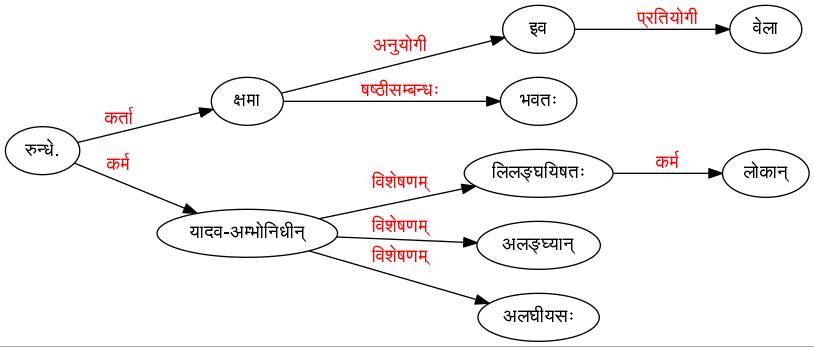 इव
प्रतियोगी
वेला
अनुयोगी
क्षमा
षष्ठीसम्बन्धः
भवतः
कर्ता
रुन्धे.
कर्म
लिलङ्घयिषतः
कर्म
लोकान्
विशेषणम्
यादव-अम्भोनिधीन्
विशेषणम्
अलङ्घ्यान्
विशेषणम्
अलघीयसः